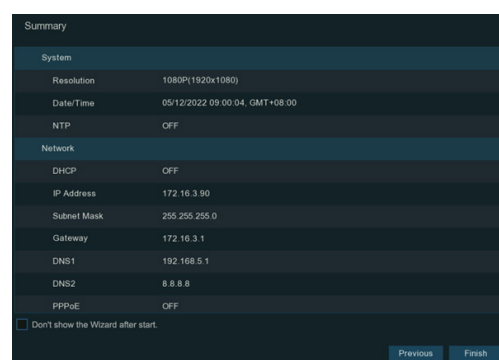 Summary
System
Resolution 1080P(1920x1080)
Date/Time 05/12/2022 09:00:04, GMT+08:00
NTP OFF
Network
DHCP OFF
IP Address 172.16.3.90
Subnet Mask 255.255.255.0
Gateway 172.16.3.1
DNS1 192.168.5.1
DNS2 8.8.8.8
PPPoE OFF
Don't show the Wizard after start.
Previous Finish